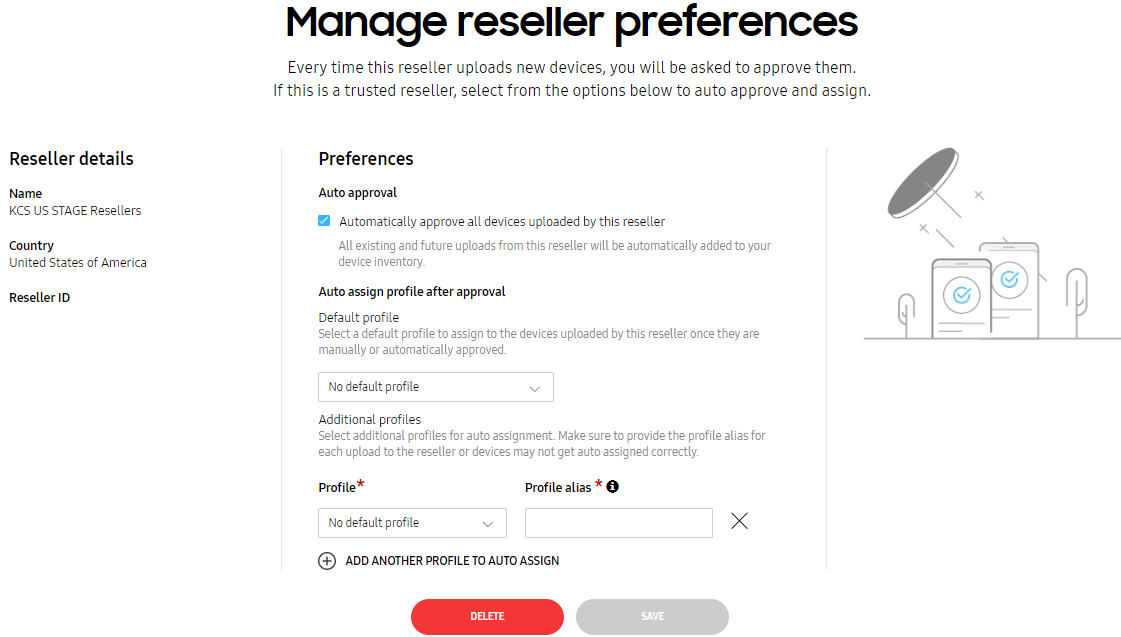 Manage reseller preferences
Every time this reseller uploads new devices, you will be asked to approve them.
If this is a trusted reseller, select from the options below to auto approve and assign.
Reseller details
Name
KCS US STAGE Resellers
Country
United States of America
Reseller ID
Preferences
Auto approval
Automatically approve all devices uploaded by this reseller
All existing and future uploads from this reseller will be automatically added to your
device inventory.
Auto assign profile after approval
Default profile
Select a default profile to assign to the devices uploaded by this reseller once they are
manually or automatically approved.
No default profile
Additional profiles
Select additional profiles for auto assignment. Make sure to provide the profile alias for
each upload to the reseller or devices may not get auto assigned correctly.
Profile* Profile alias *
No default profile
ADD ANOTHER PROFILE TO AUTO ASSIGN
DELETE SAVE